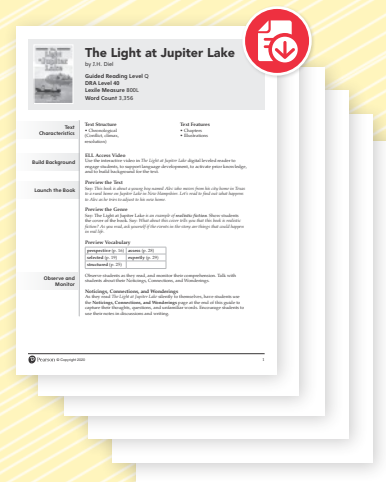 The Light at Jupiter Lake
by J.H. Diel
Guided Reading Level Q
DRA Level 40
Lexile Measure 800L
Word Count 3,356
Text
Characteristics
Text Structure
• Chronological
(Conflict, climax,
resolution)
Text Features
• Chapters
• Illustrations
Build Background
ELL Access Video
Use the interactive video in The Light at Jupiter Lake digital leveled reader to
engage students, to support language development, to activate prior knowledge,
and to build background for the text.
Launch the Book
Preview the Text
Say: This book is about a young boy named Alec who moves from his city home in Texas
to a rural home on Jupiter Lake in New Hampshire. Let's read to find out what happens
to Alec as he tries to adjust to his new home.
Preview the Genre
Say: The Light at Jupiter Lake is an example of realistic fiction. Show students
the cover of the book. Say: What about this cover tells you that this book is realistic
fiction? As you read, ask yourself if the events in the story are things that could happen
in real life.
Preview Vocabulary
perspective (p. 16) access (p. 28)
selected (p. 19) expertly (p. 29)
structured (p. 25)
Observe and
Monitor
Observe students as they read, and monitor their comprehension. Talk with
students about their Noticings, Connections, and Wonderings.
Noticings, Connections, and Wonderings
As they read The Light at Jupiter Lake silently to themselves, have students use
the Noticings, Connections, and Wonderings page at the end of this guide to
capture their thoughts, questions, and unfamiliar words. Encourage students to
use their notes in discussions and writing.
Pearson © Copyright 2020
1